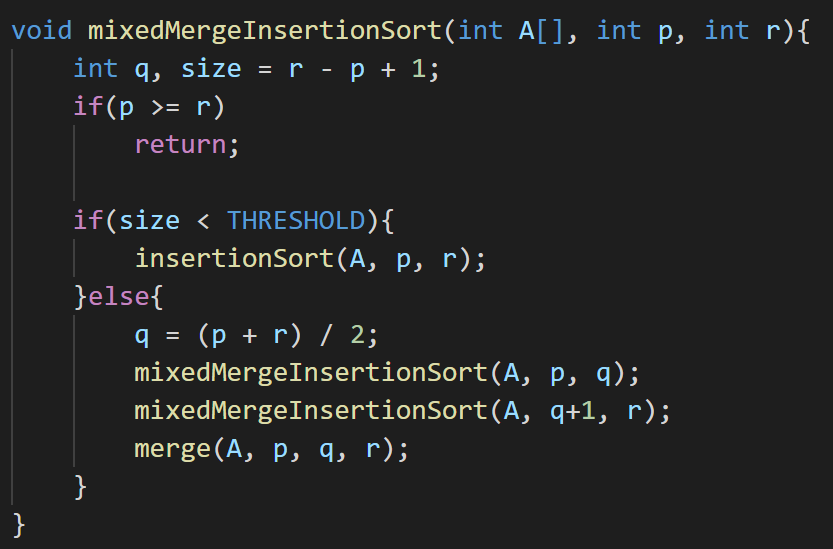 void mixedMergeInsertionSort(int A[], int p, int r){
    int q, size = r - p + 1;
    if(p >= r)
        return;

    if(size < THRESHOLD){
        insertionSort(A, p, r);
    }else{
        q = (p + r) / 2;
        mixedMergeInsertionSort(A, p, q);
        mixedMergeInsertionSort(A, q+1, r);
        merge(A, p, q, r);
    }
}